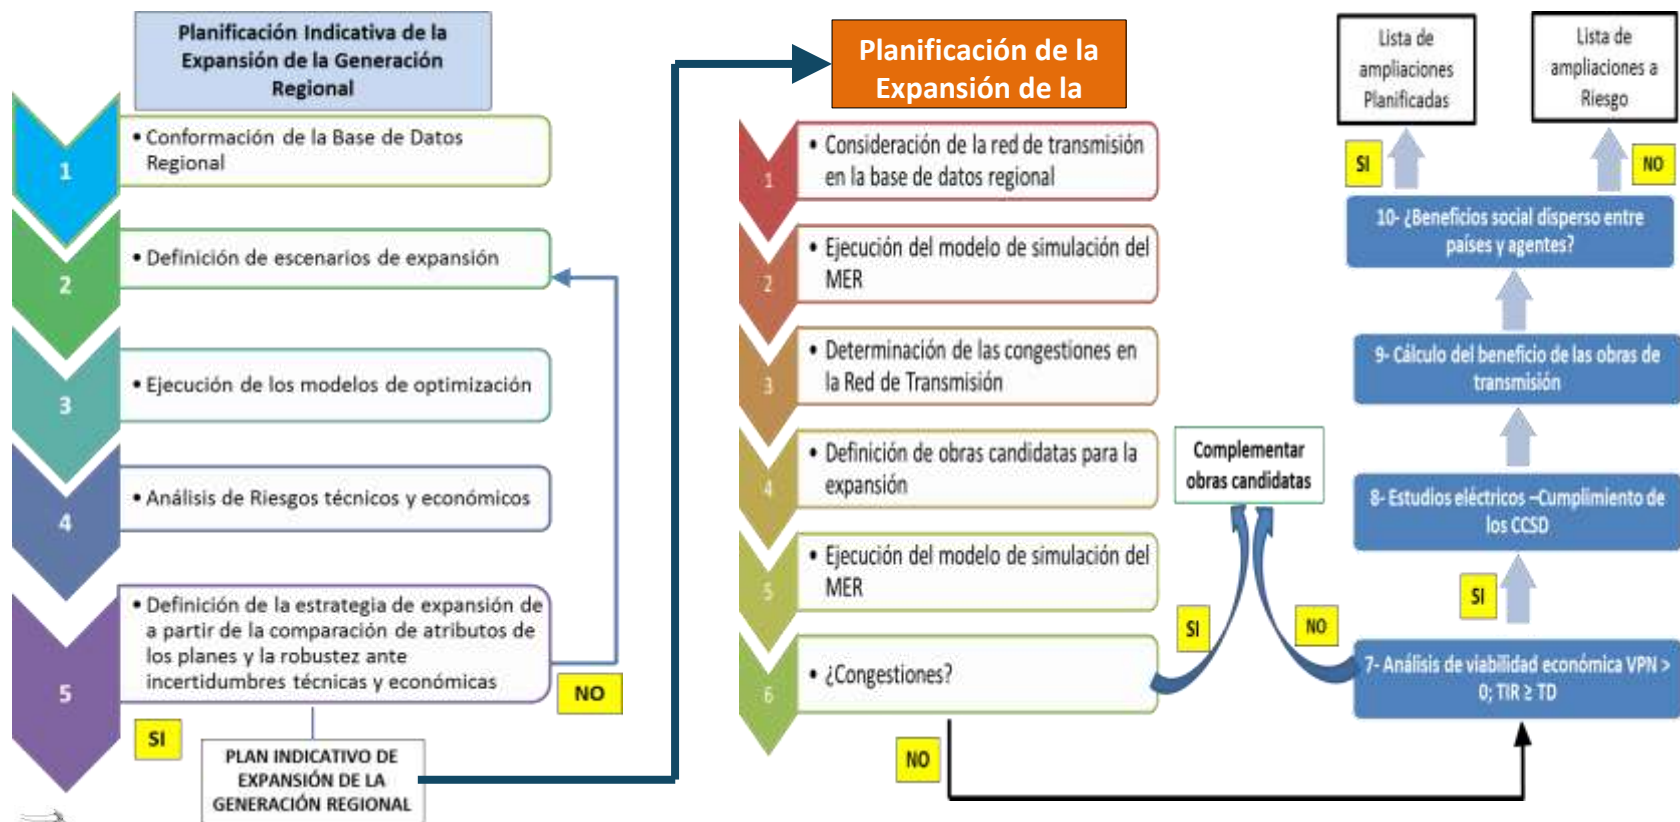 Planificación Indicativa de la
Expansión de la Generación
Regional
1
• Conformación de la Base de Datos
Regional
2
• Definición de escenarios de expansión
3
• Ejecución de los modelos de optimización
4
• Análisis de Riesgos técnicos y económicos
5
• Definición de la estrategia de expansión de
a partir de la comparación de atributos de
los planes y la robustez ante
incertidumbres técnicas y económicas
NO
SI
PLAN INDICATIVO DE
EXPANSIÓN DE LA
GENERACIÓN REGIONAL
Planificación de la
Expansión de la
1
• Consideración de la red de transmisión
en la base de datos regional
2
• Ejecución del modelo de simulación del
MER
3
• Determinación de las congestiones en
la Red de Transmisión
4
• Definición de obras candidatas para la
expansión
5
• Ejecución del modelo de simulación del
MER
6
• ¿Congestiones?
SI
NO
NO
Complementar
obras candidatas
7- Análisis de viabilidad económica VPN >
0; TIR ≥ TD
SI
8- Estudios eléctricos –Cumplimiento de
los CCSD
9- Cálculo del beneficio de las obras de
transmisión
10- ¿Beneficios social disperso entre
países y agentes?
SI
NO
Lista de
ampliaciones
Planificadas
Lista de
ampliaciones a
Riesgo